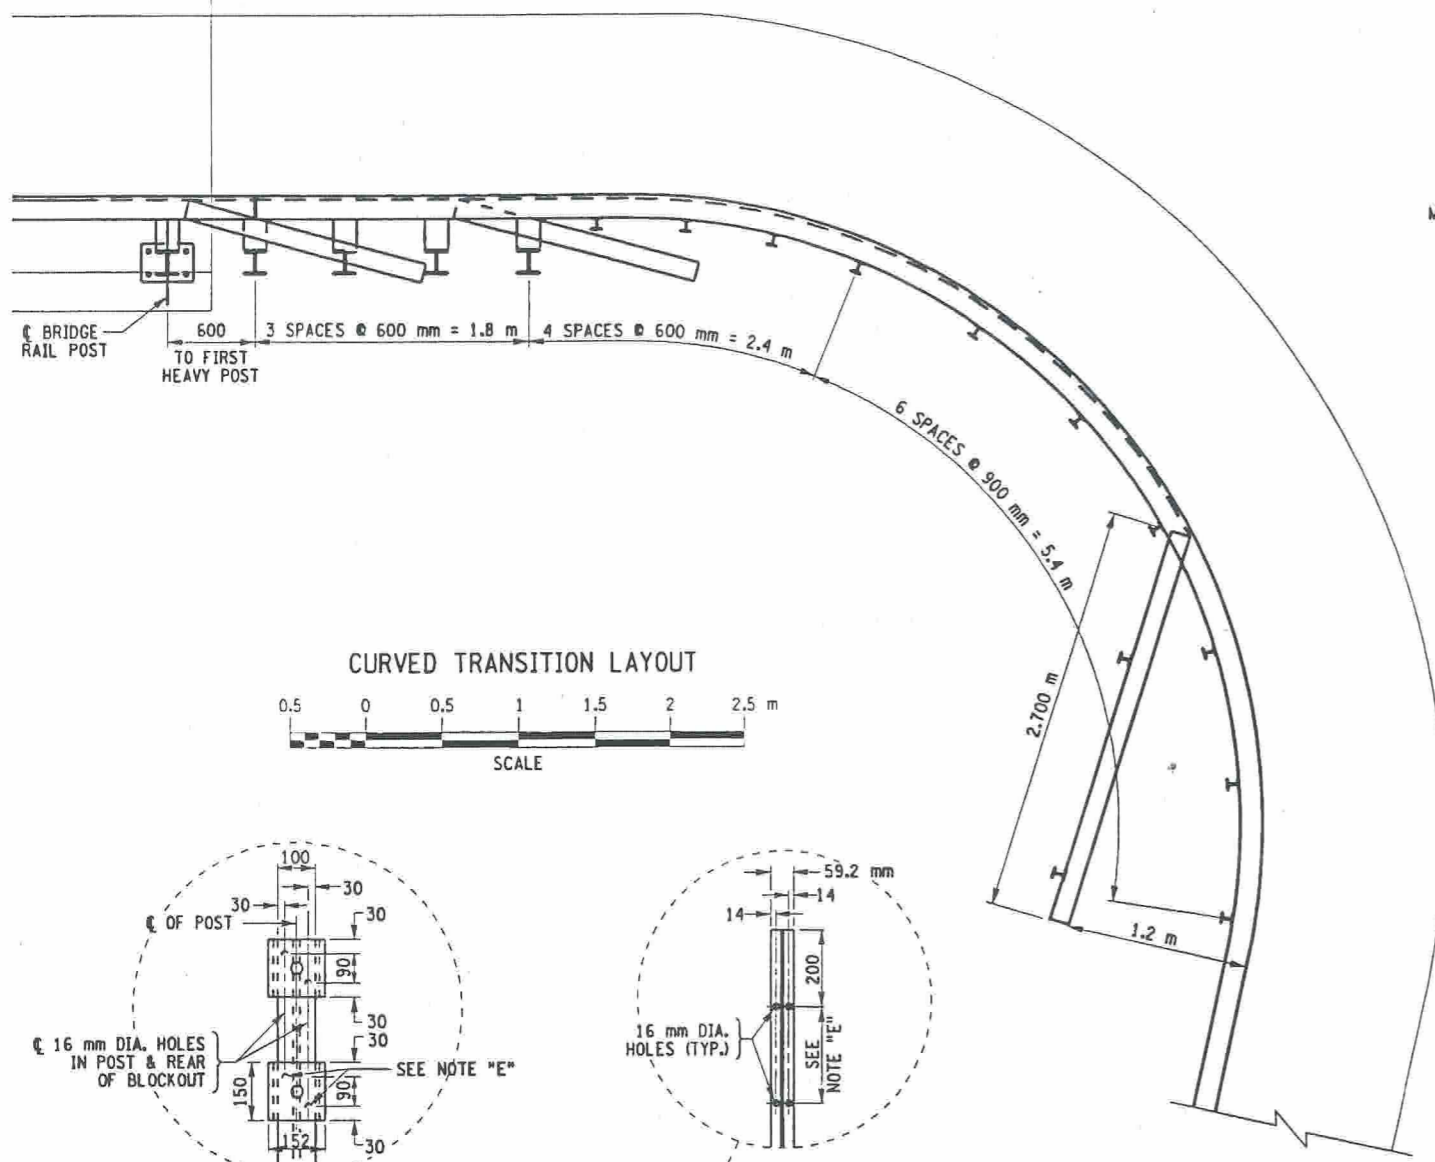 M
℄ BRIDGE
RAIL POST
600
TO FIRST
HEAVY POST
3 SPACES @ 600 mm = 1.8 m
4 SPACES @ 600 mm = 2.4 m
6 SPACES @ 900 mm = 5.4 m
2.700 m
1.2 m
CURVED TRANSITION LAYOUT
0.5 0 0.5 1 1.5 2 2.5 m
SCALE
100
30
30
℄ OF POST
30
90
30
30
℄ 16 mm DIA. HOLES
IN POST & REAR
OF BLOCKOUT
SEE NOTE "E"
150
90
152
30
59.2 mm
14
14
200
16 mm DIA.
HOLES (TYP.)
SEE
NOTE "E"